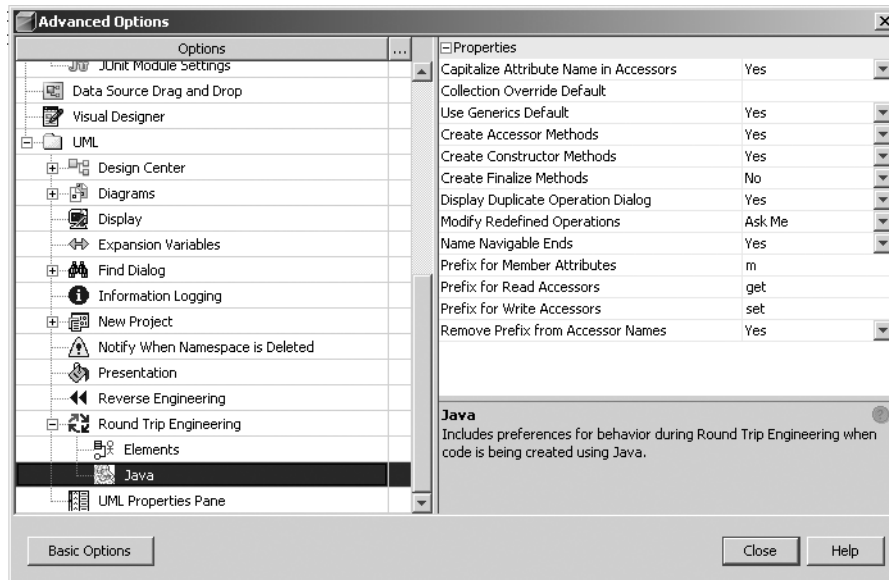 Advanced Options
Options
...
JUnit Module Settings
Data Source Drag and Drop
Visual Designer
UML
Design Center
Diagrams
Display
Expansion Variables
Find Dialog
Information Logging
New Project
Notify When Namespace is Deleted
Presentation
Reverse Engineering
Round Trip Engineering
Elements
Java
UML Properties Pane
Properties
Capitalize Attribute Name in Accessors Yes
Collection Override Default
Use Generics Default Yes
Create Accessor Methods Yes
Create Constructor Methods Yes
Create Finalize Methods No
Display Duplicate Operation Dialog Yes
Modify Redefined Operations Ask Me
Name Navigable Ends Yes
Prefix for Member Attributes m
Prefix for Read Accessors get
Prefix for Write Accessors set
Remove Prefix from Accessor Names Yes
Java
Includes preferences for behavior during Round Trip Engineering when
code is being created using Java.
Basic Options
Close
Help